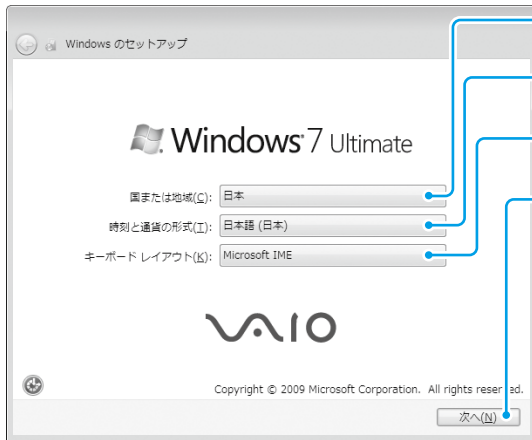 Windows のセットアップ
Windows 7 Ultimate
国または地域(C): 日本
時刻と通貨の形式(T): 日本語 (日本)
キーボード レイアウト(K): Microsoft IME
VAIO
Copyright © 2009 Microsoft Corporation. All rights reserved.
次へ(N)